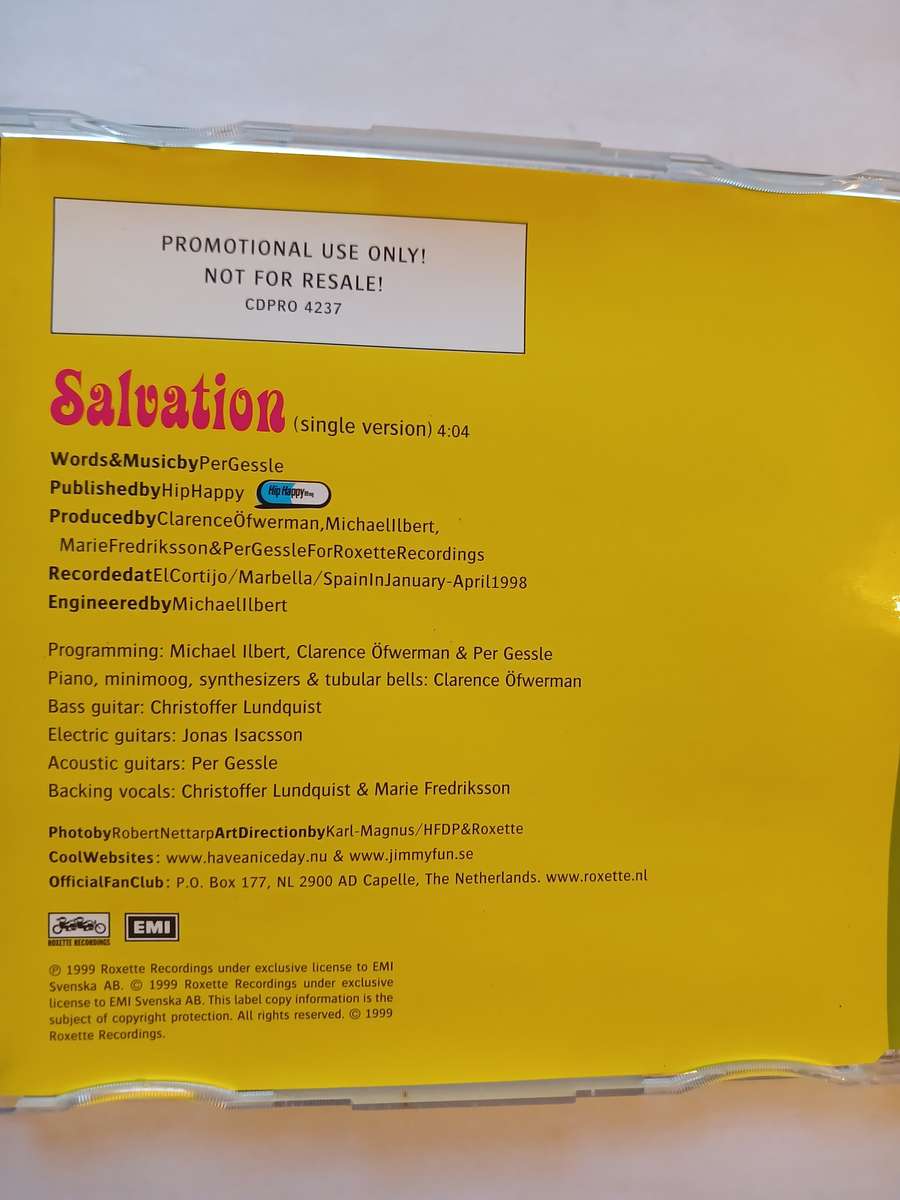 PROMOTIONAL USE ONLY!
NOT FOR RESALE!
CDPRO 4237
Salvation (single version) 4:04
Words&MusicbyPerGessle
PublishedbyHipHappy Hip Happy
ProducedbyClarenceÖfwerman,MichaelIlbert,
MarieFredriksson&PerGessleForRoxetteRecordings
RecordedatElCortijo/Marbella/SpainInJanuary-April1998
EngineeredbyMichaelIlbert
Programming: Michael Ilbert, Clarence Öfwerman & Per Gessle
Piano, minimoog, synthesizers & tubular bells: Clarence Öfwerman
Bass guitar: Christoffer Lundquist
Electric guitars: Jonas Isacsson
Acoustic guitars: Per Gessle
Backing vocals: Christoffer Lundquist & Marie Fredriksson
PhotobyRobertNettarpArtDirectionbyKarl-Magnus/HFDP&Roxette
CoolWebsites: www.haveaniceday.nu & www.jimmyfun.se
OfficialFanClub: P.O. Box 177, NL 2900 AD Capelle, The Netherlands. www.roxette.nl
ROXETTE RECORDINGS EMI
℗ 1999 Roxette Recordings under exclusive license to EMI
Svenska AB. © 1999 Roxette Recordings under exclusive
license to EMI Svenska AB. This label copy information is the
subject of copyright protection. All rights reserved. © 1999
Roxette Recordings.